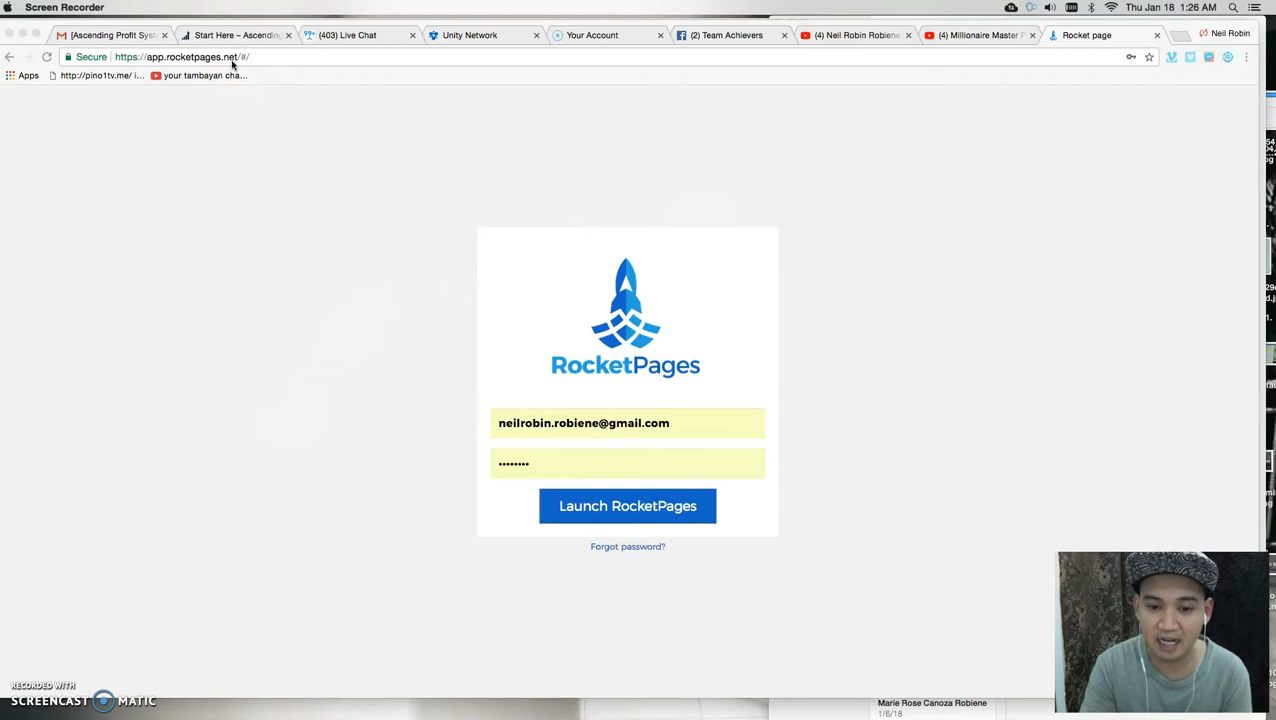 Screen Recorder
Thu Jan 18 1:26 AM
[Ascending Profit Syst
Start Here – Ascending
(403) Live Chat
Unity Network
Your Account
(2) Team Achievers
(4) Neil Robin Robiene
(4) Millionaire Master P
Rocket page
Neil Robin
Secure
https://app.rocketpages.net/#/
Apps
http://pino1tv.me/ i...
your tambayan cha...
RocketPages
neilrobin.robiene@gmail.com
Launch RocketPages
Forgot password?
RECORDED WITH
SCREENCAST MATIC
Marie Rose Canoza Robiene
1/6/18